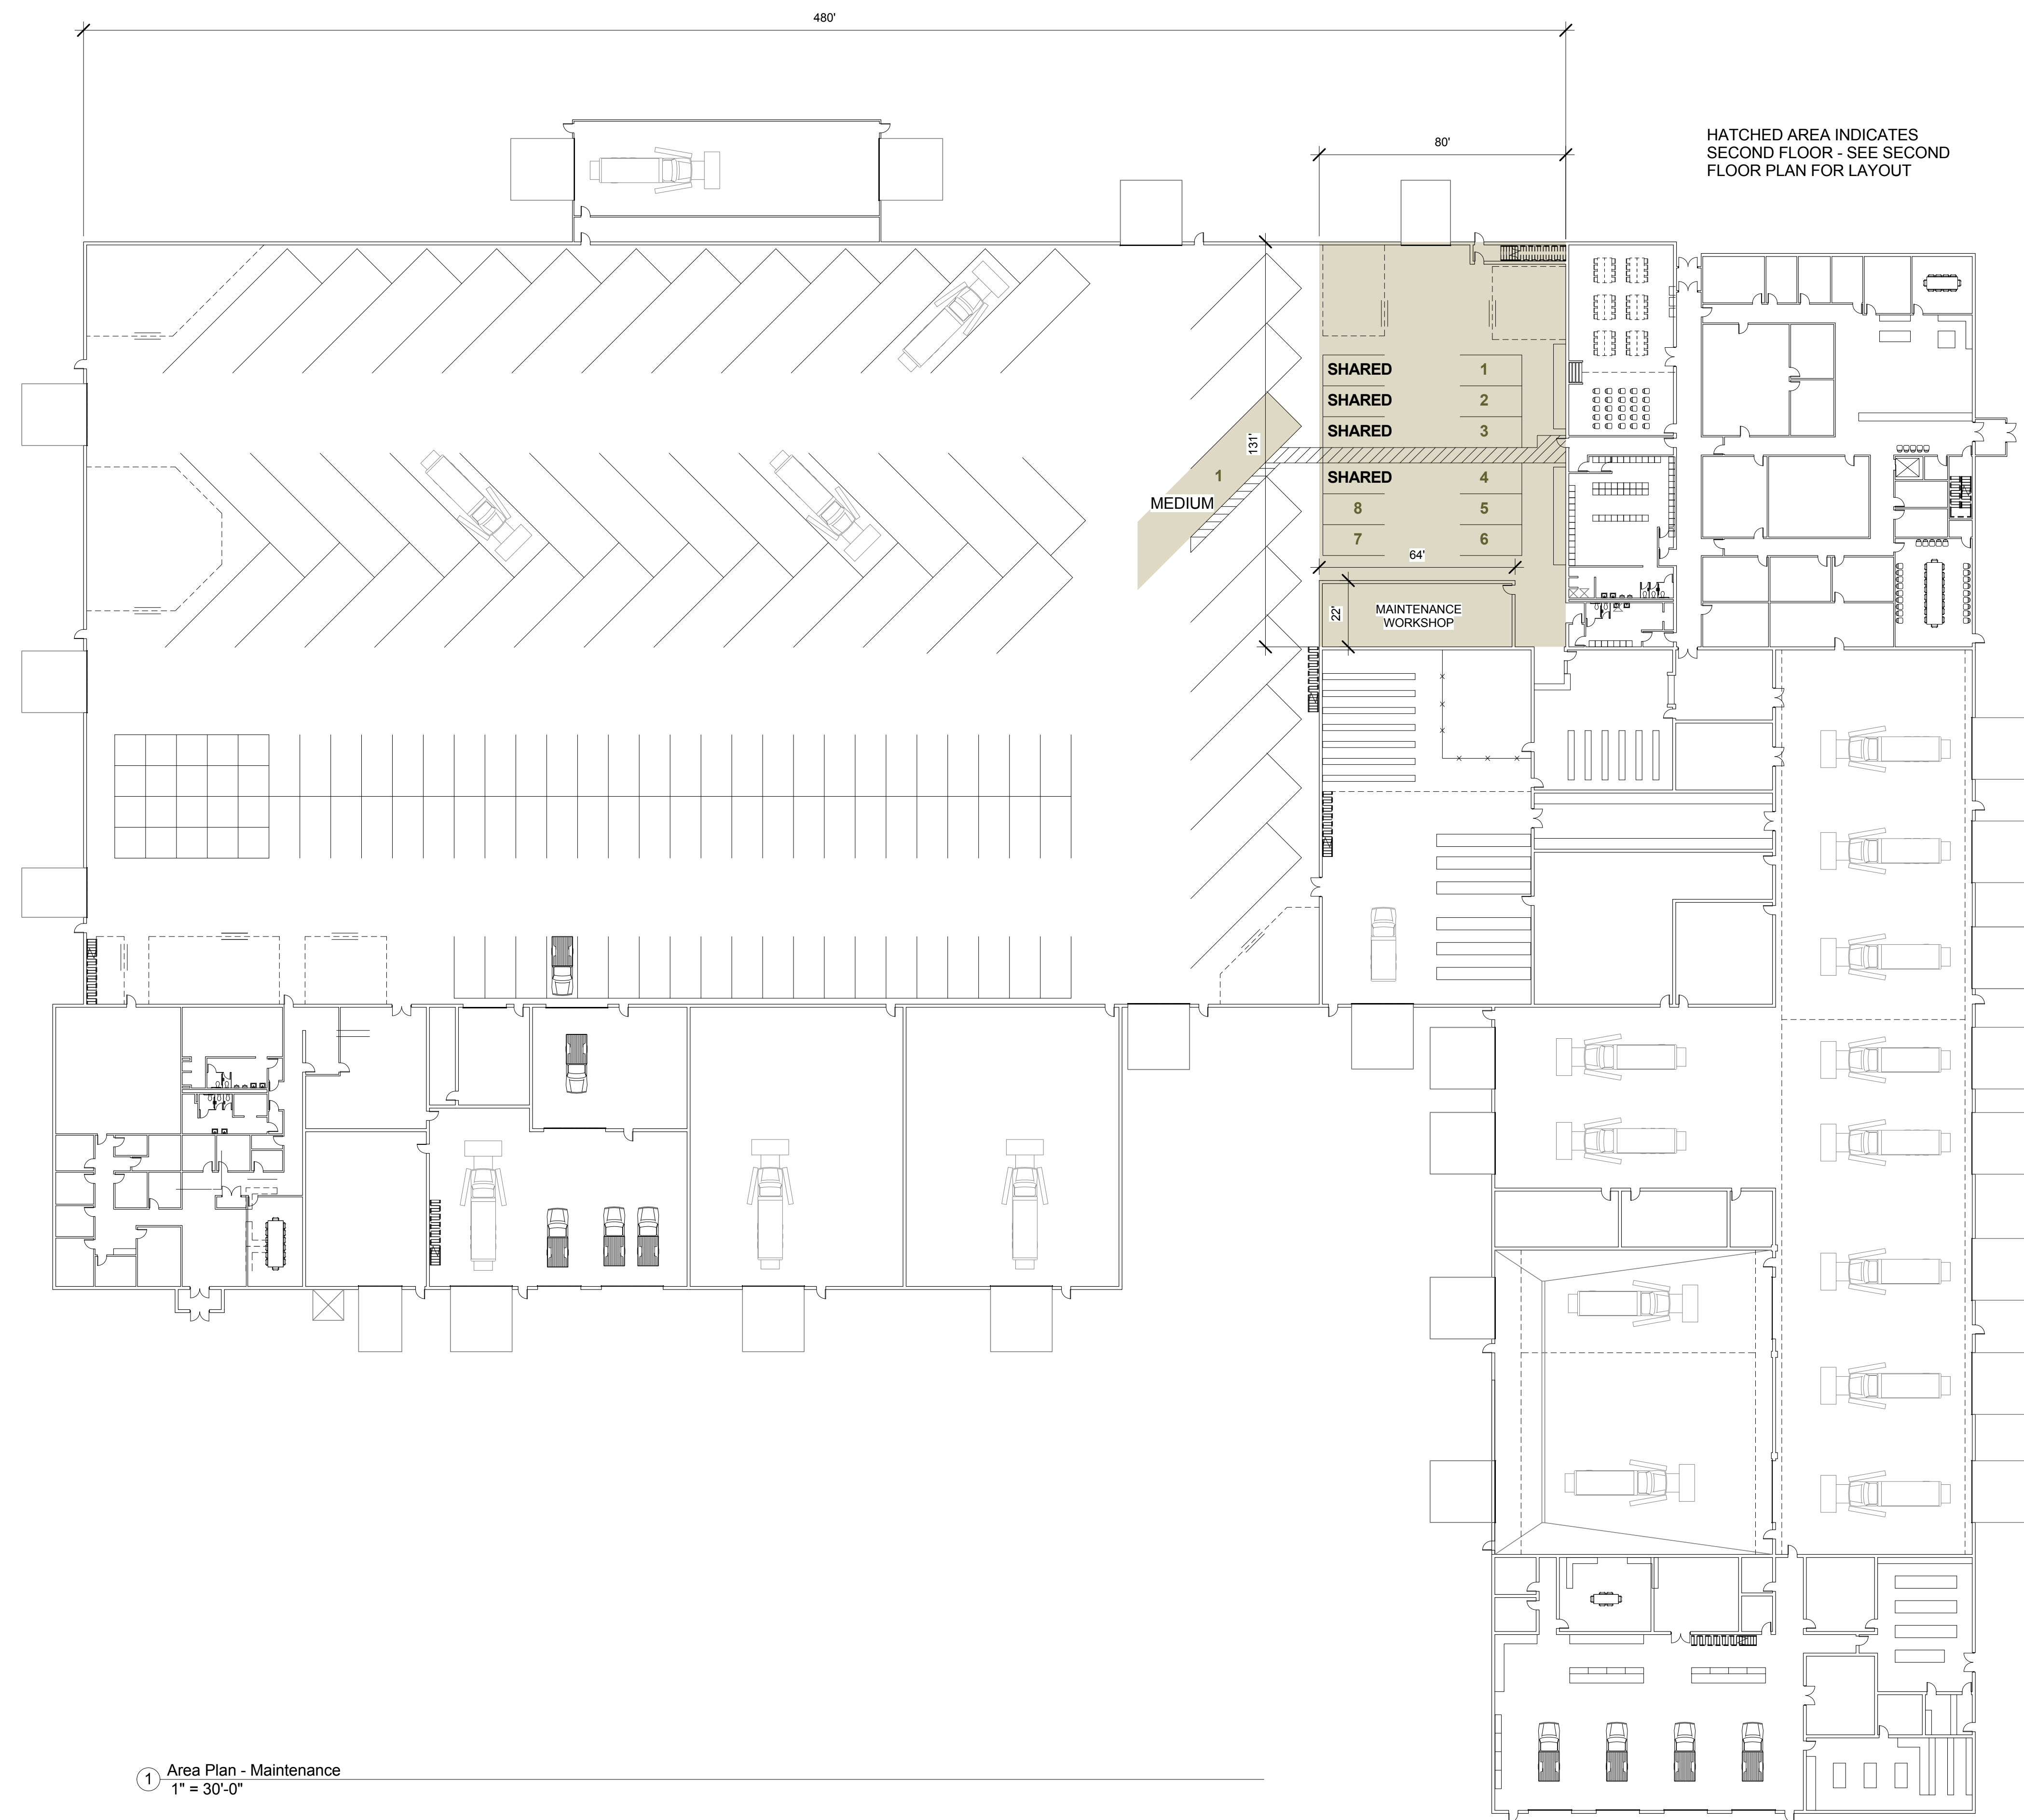 480'
80'
HATCHED AREA INDICATES
SECOND FLOOR - SEE SECOND
FLOOR PLAN FOR LAYOUT
SHARED 1
SHARED 2
SHARED 3
131'
SHARED 4
1
MEDIUM
8 5
7 6
64'
22'
MAINTENANCE
WORKSHOP
1 Area Plan - Maintenance
1" = 30'-0"